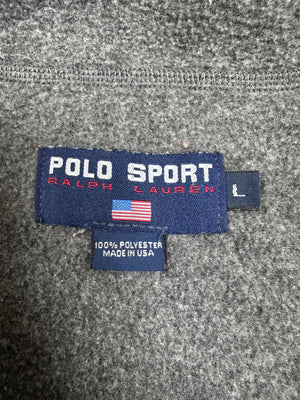 POLO SPORT
RALPH LAUREN
L
100% POLYESTER
MADE IN USA